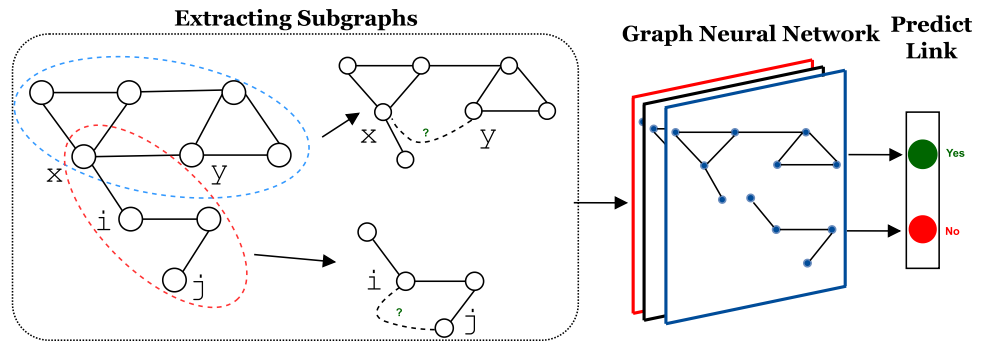 Extracting Subgraphs
x
y
i
j
x
?
y
i
?
j
Graph Neural Network
Predict
Link
Yes
No